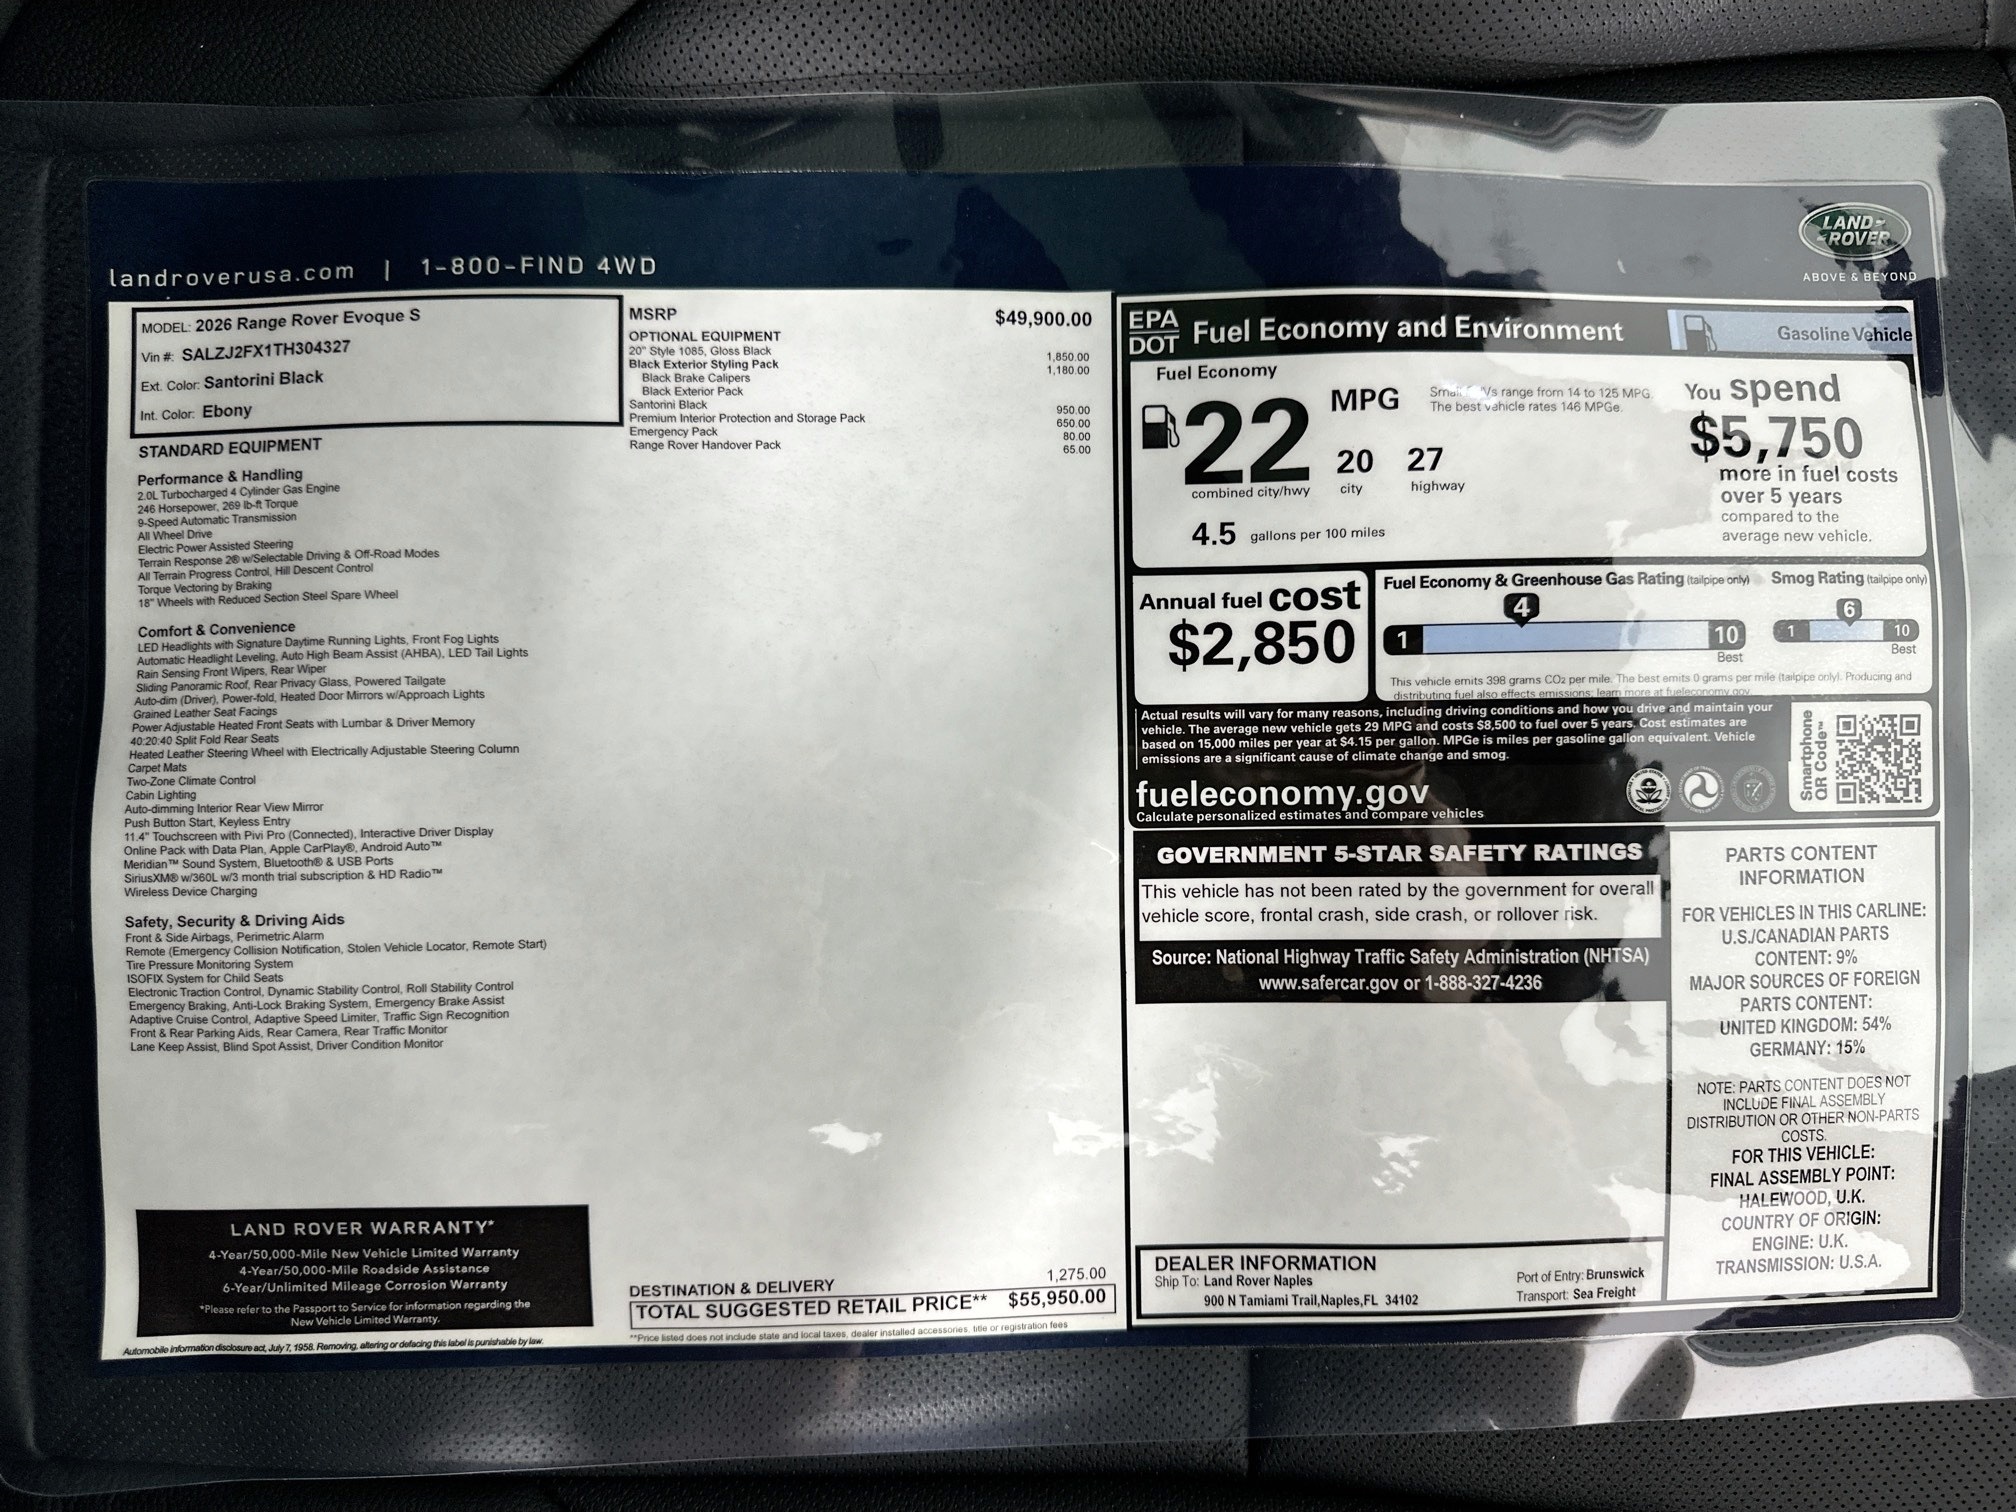 landroverusa.com | 1-800-FIND 4WD
LAND-
-ROVER
ABOVE & BEYOND
MODEL: 2026 Range Rover Evoque S
Vin #: SALZJ2FX1TH304327
Ext. Color: Santorini Black
Int. Color: Ebony
STANDARD EQUIPMENT
Performance & Handling
2.0L Turbocharged 4 Cylinder Gas Engine
246 Horsepower, 269 lb-ft Torque
9-Speed Automatic Transmission
All Wheel Drive
Electric Power Assisted Steering
Terrain Response 2® w/Selectable Driving & Off-Road Modes
All Terrain Progress Control, Hill Descent Control
Torque Vectoring by Braking
18" Wheels with Reduced Section Steel Spare Wheel
Comfort & Convenience
LED Headlights with Signature Daytime Running Lights, Front Fog Lights
Automatic Headlight Leveling, Auto High Beam Assist (AHBA), LED Tail Lights
Rain Sensing Front Wipers, Rear Wiper
Sliding Panoramic Roof, Rear Privacy Glass, Powered Tailgate
Auto-dim (Driver), Power-fold, Heated Door Mirrors w/Approach Lights
Grained Leather Seat Facings
Power Adjustable Heated Front Seats with Lumbar & Driver Memory
40:20:40 Split Fold Rear Seats
Heated Leather Steering Wheel with Electrically Adjustable Steering Column
Carpet Mats
Two-Zone Climate Control
Cabin Lighting
Auto-dimming Interior Rear View Mirror
Push Button Start, Keyless Entry
11.4" Touchscreen with Pivi Pro (Connected), Interactive Driver Display
Online Pack with Data Plan, Apple CarPlay®, Android Auto™
Meridian™ Sound System, Bluetooth® & USB Ports
SiriusXM® w/360L w/3 month trial subscription & HD Radio™
Wireless Device Charging
Safety, Security & Driving Aids
Front & Side Airbags, Perimetric Alarm
Remote (Emergency Collision Notification, Stolen Vehicle Locator, Remote Start)
Tire Pressure Monitoring System
ISOFIX System for Child Seats
Electronic Traction Control, Dynamic Stability Control, Roll Stability Control
Emergency Braking, Anti-Lock Braking System, Emergency Brake Assist
Adaptive Cruise Control, Adaptive Speed Limiter, Traffic Sign Recognition
Front & Rear Parking Aids, Rear Camera, Rear Traffic Monitor
Lane Keep Assist, Blind Spot Assist, Driver Condition Monitor
LAND ROVER WARRANTY*
4-Year/50,000-Mile New Vehicle Limited Warranty
4-Year/50,000-Mile Roadside Assistance
6-Year/Unlimited Mileage Corrosion Warranty
*Please refer to the Passport to Service for information regarding the
New Vehicle Limited Warranty.
Automobile information disclosure act, July 7, 1958. Removing, altering or defacing this label is punishable by law.
MSRP $49,900.00
OPTIONAL EQUIPMENT
20" Style 1085, Gloss Black 1,850.00
Black Exterior Styling Pack 1,180.00
Black Brake Calipers
Black Exterior Pack
Santorini Black 950.00
Premium Interior Protection and Storage Pack 650.00
Emergency Pack 80.00
Range Rover Handover Pack 65.00
DESTINATION & DELIVERY 1,275.00
TOTAL SUGGESTED RETAIL PRICE** $55,950.00
**Price listed does not include state and local taxes, dealer installed accessories, title or registration fees
EPA
DOT Fuel Economy and Environment
Gasoline Vehicle
Fuel Economy
22 MPG
combined city/hwy
20 city
27 highway
4.5 gallons per 100 miles
range from 14 to 125 MPG.
The best vehicle rates 146 MPGe.
You spend
$5,750
more in fuel costs
over 5 years
compared to the
average new vehicle.
Annual fuel cost
$2,850
Fuel Economy & Greenhouse Gas Rating (tailpipe only)
4
1 10
Best
Smog Rating (tailpipe only)
6
1 10
Best
This vehicle emits 398 grams CO2 per mile. The best emits 0 grams per mile (tailpipe only). Producing and
distributing fuel also effects emissions; learn more at fueleconomy.gov.
Actual results will vary for many reasons, including driving conditions and how you drive and maintain your
vehicle. The average new vehicle gets 29 MPG and costs $8,500 to fuel over 5 years. Cost estimates are
based on 15,000 miles per year at $4.15 per gallon. MPGe is miles per gasoline gallon equivalent. Vehicle
emissions are a significant cause of climate change and smog.
fueleconomy.gov
Calculate personalized estimates and compare vehicles
Smartphone
QR Code™
GOVERNMENT 5-STAR SAFETY RATINGS
This vehicle has not been rated by the government for overall
vehicle score, frontal crash, side crash, or rollover risk.
Source: National Highway Traffic Safety Administration (NHTSA)
www.safercar.gov or 1-888-327-4236
PARTS CONTENT
INFORMATION
FOR VEHICLES IN THIS CARLINE:
U.S./CANADIAN PARTS
CONTENT: 9%
MAJOR SOURCES OF FOREIGN
PARTS CONTENT:
UNITED KINGDOM: 54%
GERMANY: 15%
NOTE: PARTS CONTENT DOES NOT
INCLUDE FINAL ASSEMBLY
DISTRIBUTION OR OTHER NON-PARTS
COSTS.
FOR THIS VEHICLE:
FINAL ASSEMBLY POINT:
HALEWOOD, U.K.
COUNTRY OF ORIGIN:
ENGINE: U.K.
TRANSMISSION: U.S.A.
DEALER INFORMATION
Ship To: Land Rover Naples
900 N Tamiami Trail,Naples,FL 34102
Port of Entry: Brunswick
Transport: Sea Freight